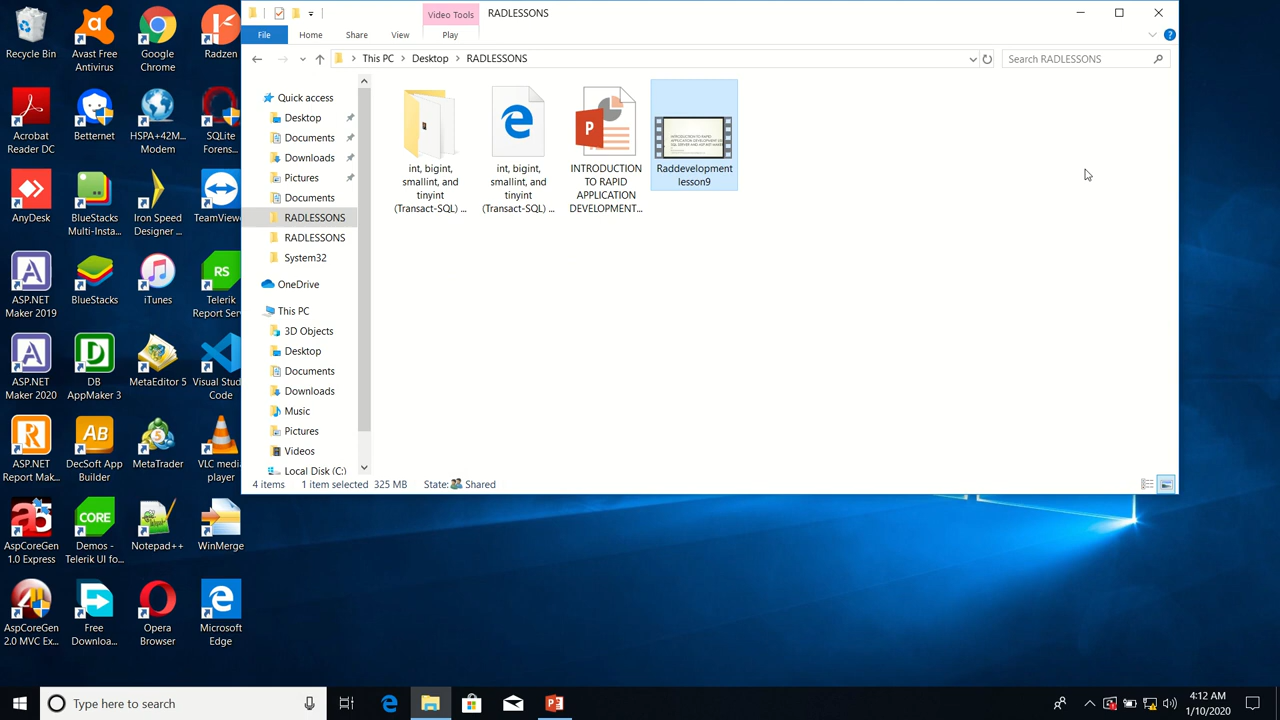 Recycle Bin
Avast Free
Antivirus
Google
Chrome
Radzen
Acrobat
Reader DC
Betternet
HSPA+42M...
Modem
SQLite
Forens...
AnyDesk
BlueStacks
Multi-Insta...
Iron Speed
Designer ...
TeamViewe
ASP.NET
Maker 2019
BlueStacks
iTunes
RS
Telerik
Report Serv
ASP.NET
Maker 2020
DB
AppMaker 3
MetaEditor 5
Visual Stud
Code
ASP.NET
Report Mak...
AB
DecSoft App
Builder
MetaTrader
VLC media
player
AspCoreGen
1.0 Express
CORE
Demos -
Telerik UI fo...
Notepad++
WinMerge
AspCoreGen
2.0 MVC Ex...
Free
Downloa...
Opera
Browser
Microsoft
Edge
Video Tools
RADLESSONS
File
Home
Share
View
Play
This PC
Desktop
RADLESSONS
Search RADLESSONS
Quick access
Desktop
Documents
Downloads
Pictures
Documents
RADLESSONS
RADLESSONS
System32
OneDrive
This PC
3D Objects
Desktop
Documents
Downloads
Music
Pictures
Videos
Local Disk (C:)
int, bigint,
smallint, and
tinyint
(Transact-SQL) ...
int, bigint,
smallint, and
tinyint
(Transact-SQL) ...
P
INTRODUCTION
TO RAPID
APPLICATION
DEVELOPMENT...
Raddevelopment
lesson9
4 items
1 item selected 325 MB
State: Shared
Type here to search
4:12 AM
1/10/2020